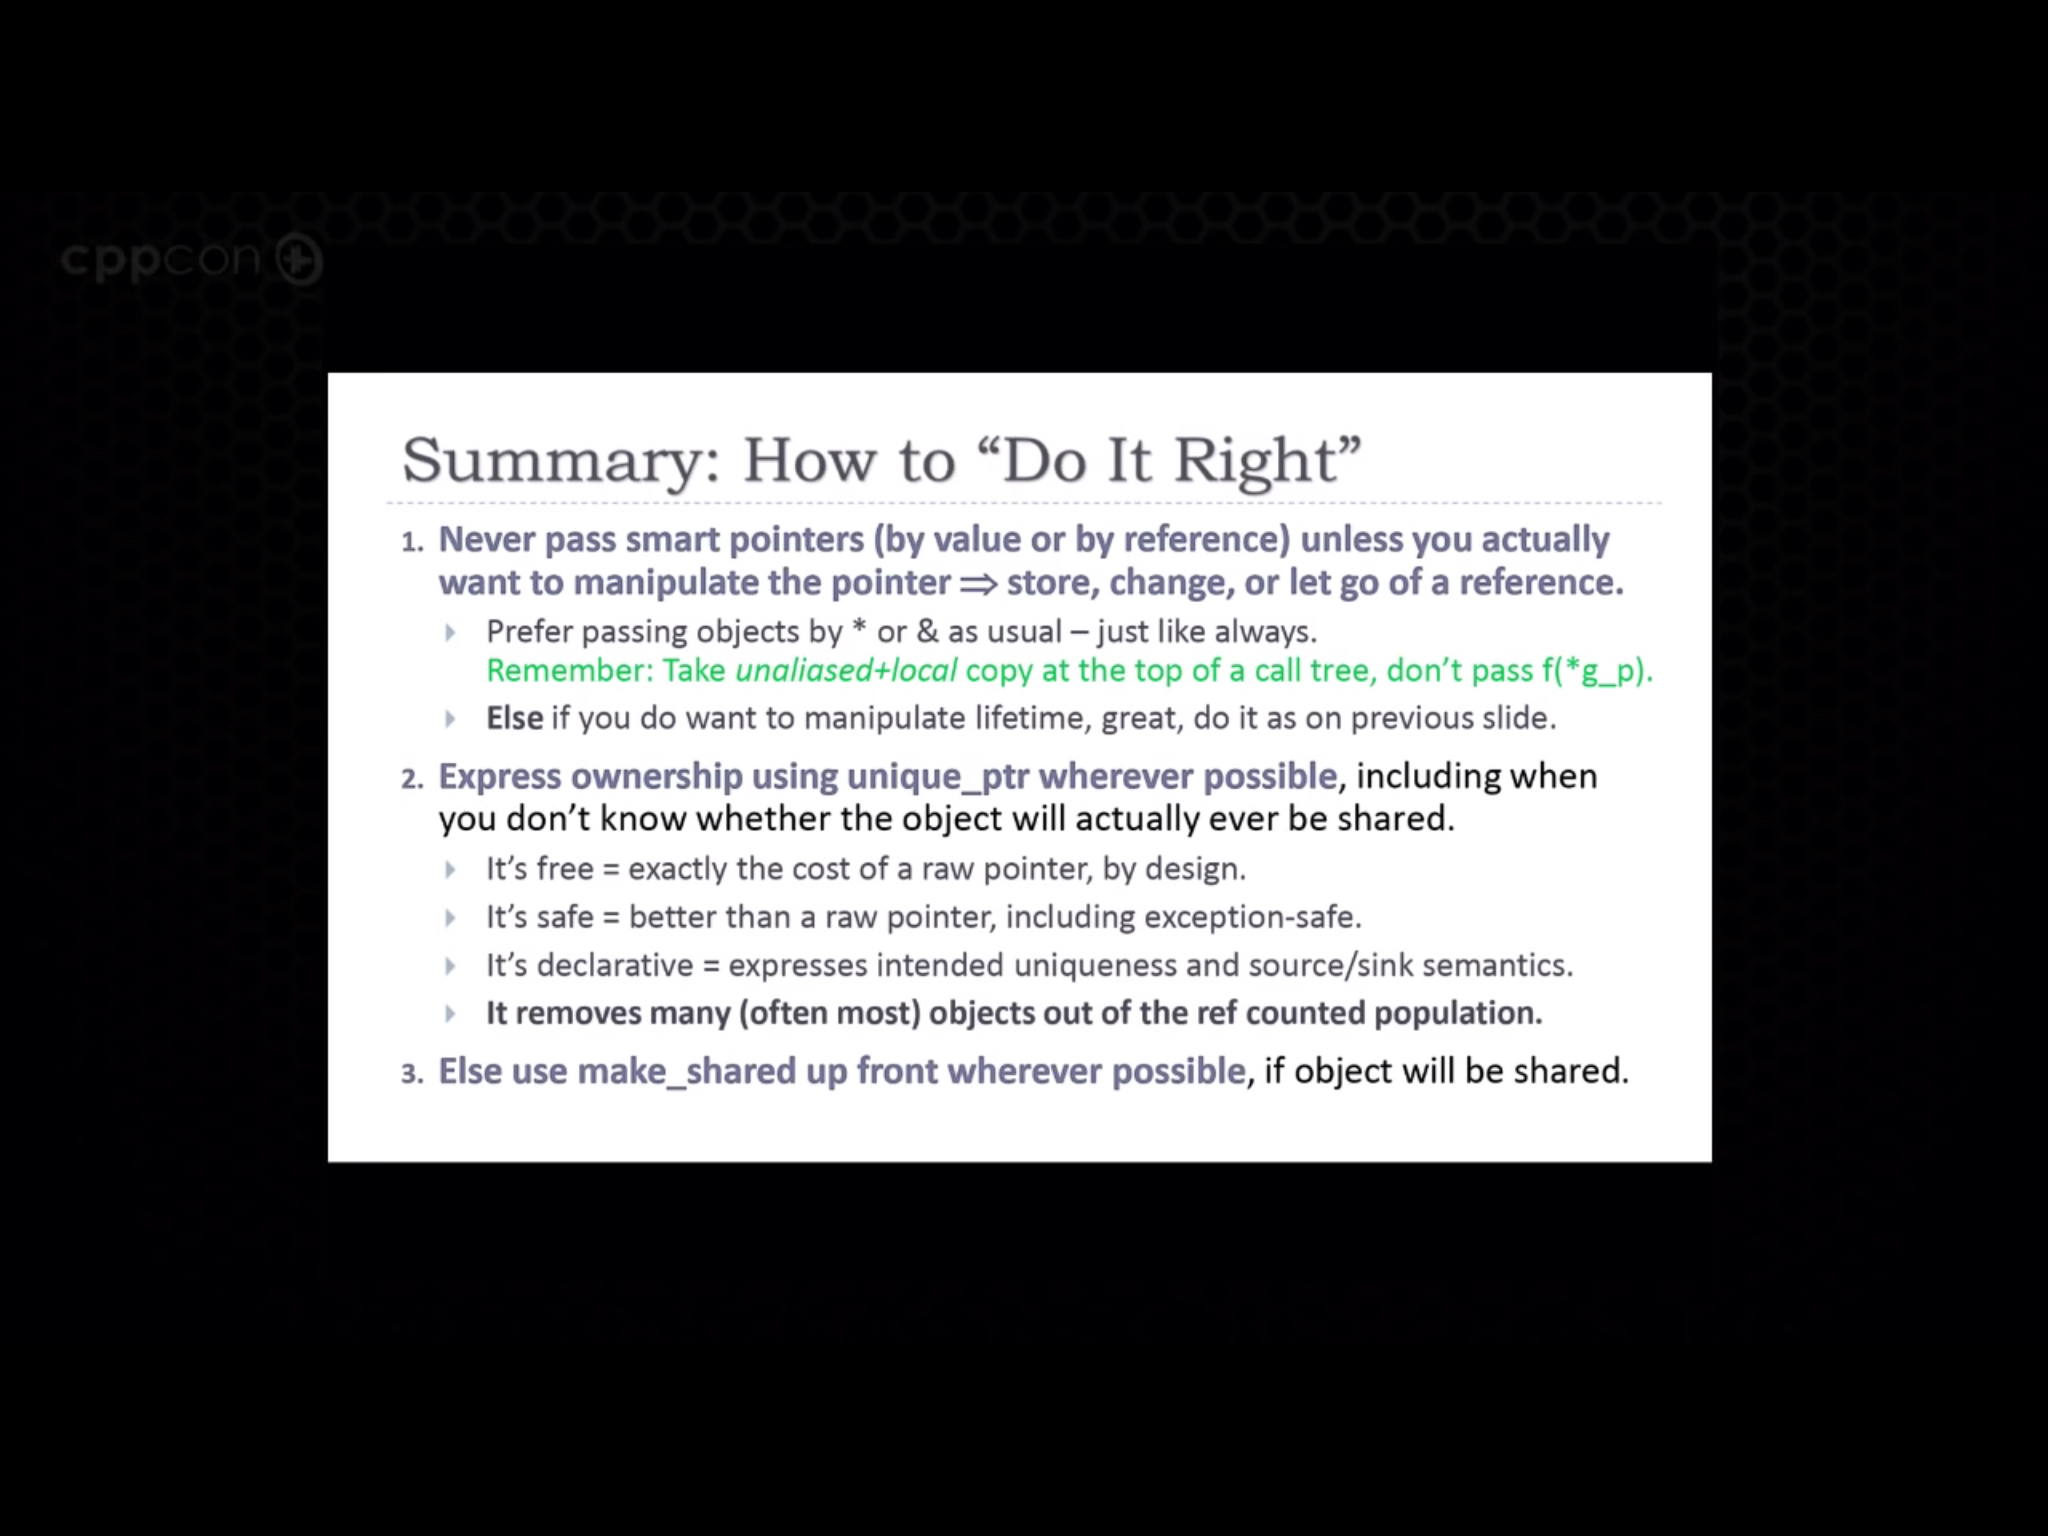 cppcon
Summary: How to “Do It Right”
1. Never pass smart pointers (by value or by reference) unless you actually
want to manipulate the pointer ⇒ store, change, or let go of a reference.
Prefer passing objects by * or & as usual – just like always.
Remember: Take unaliased+local copy at the top of a call tree, don’t pass f(*g_p).
Else if you do want to manipulate lifetime, great, do it as on previous slide.
2. Express ownership using unique_ptr wherever possible, including when
you don’t know whether the object will actually ever be shared.
It’s free = exactly the cost of a raw pointer, by design.
It’s safe = better than a raw pointer, including exception-safe.
It’s declarative = expresses intended uniqueness and source/sink semantics.
It removes many (often most) objects out of the ref counted population.
3. Else use make_shared up front wherever possible, if object will be shared.